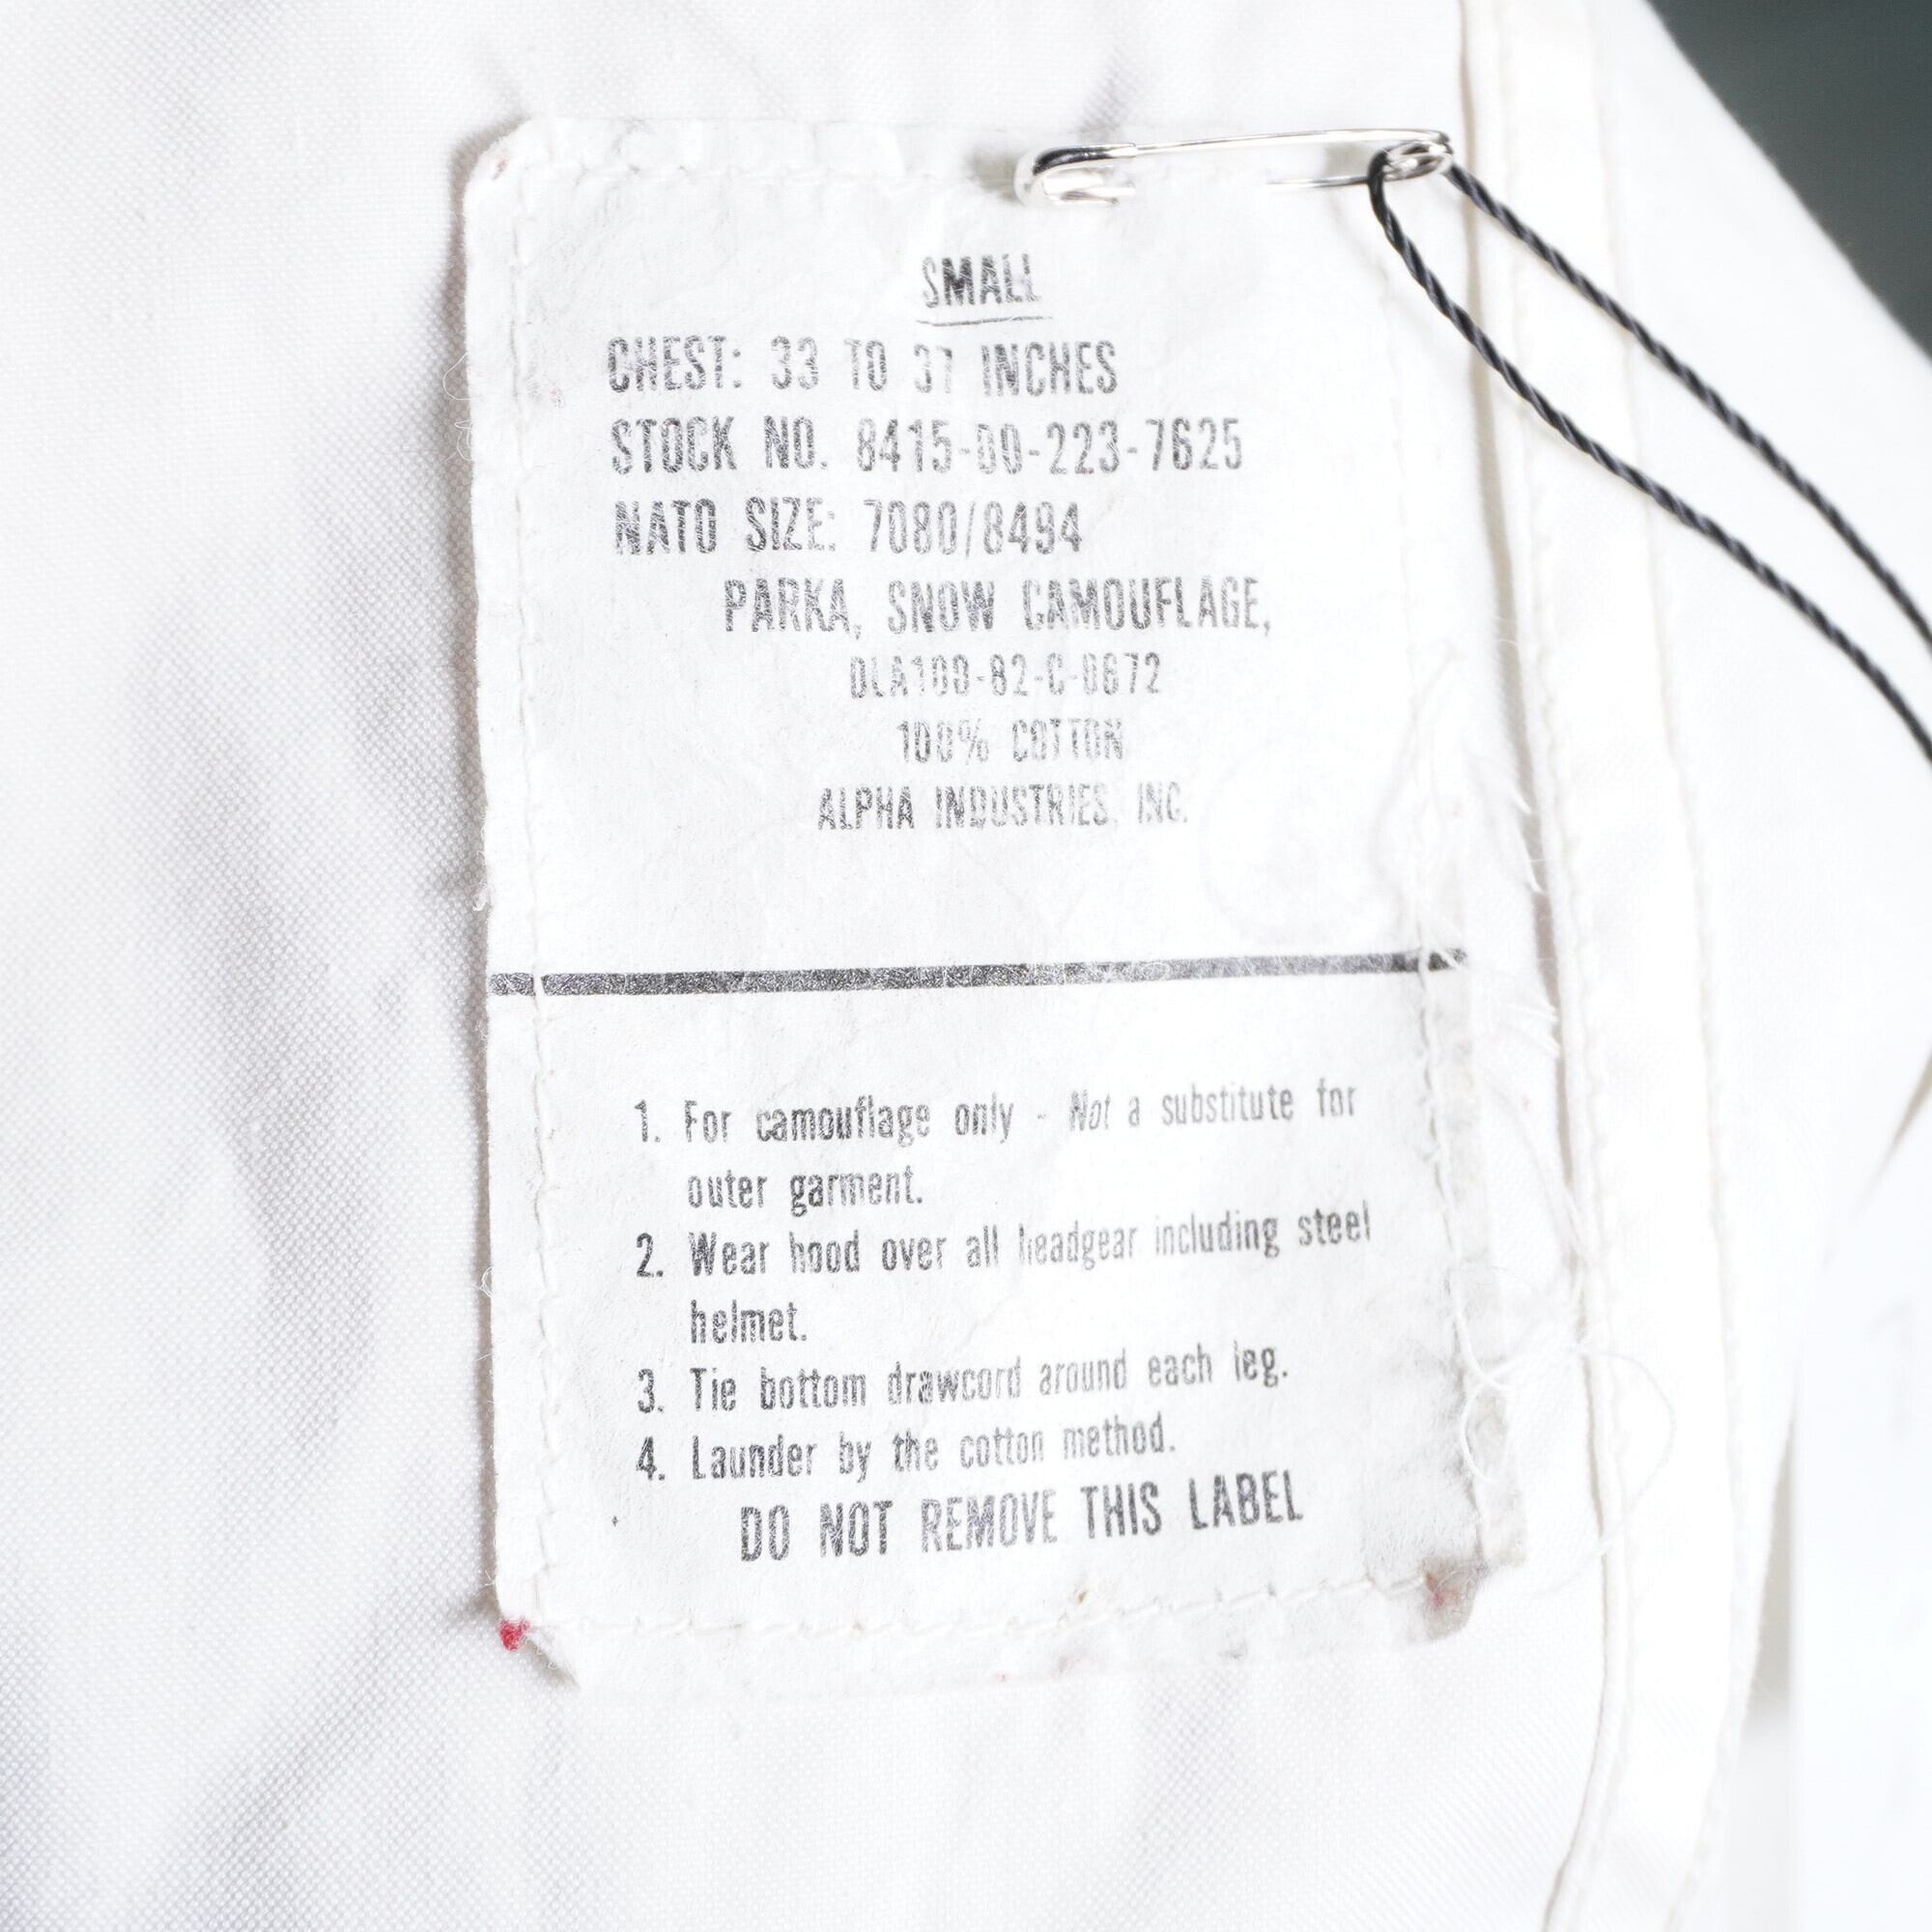 SMALL
CHEST: 33 TO 37 INCHES
STOCK NO. 8415-00-223-7625
NATO SIZE: 7080/8494
PARKA, SNOW CAMOUFLAGE,
DLA100-82-C-0672
100% COTTON
ALPHA INDUSTRIES, INC.
1. For camouflage only - Not a substitute for
outer garment.
2. Wear hood over all headgear including steel
helmet.
3. Tie bottom drawcord around each leg.
4. Launder by the cotton method.
DO NOT REMOVE THIS LABEL